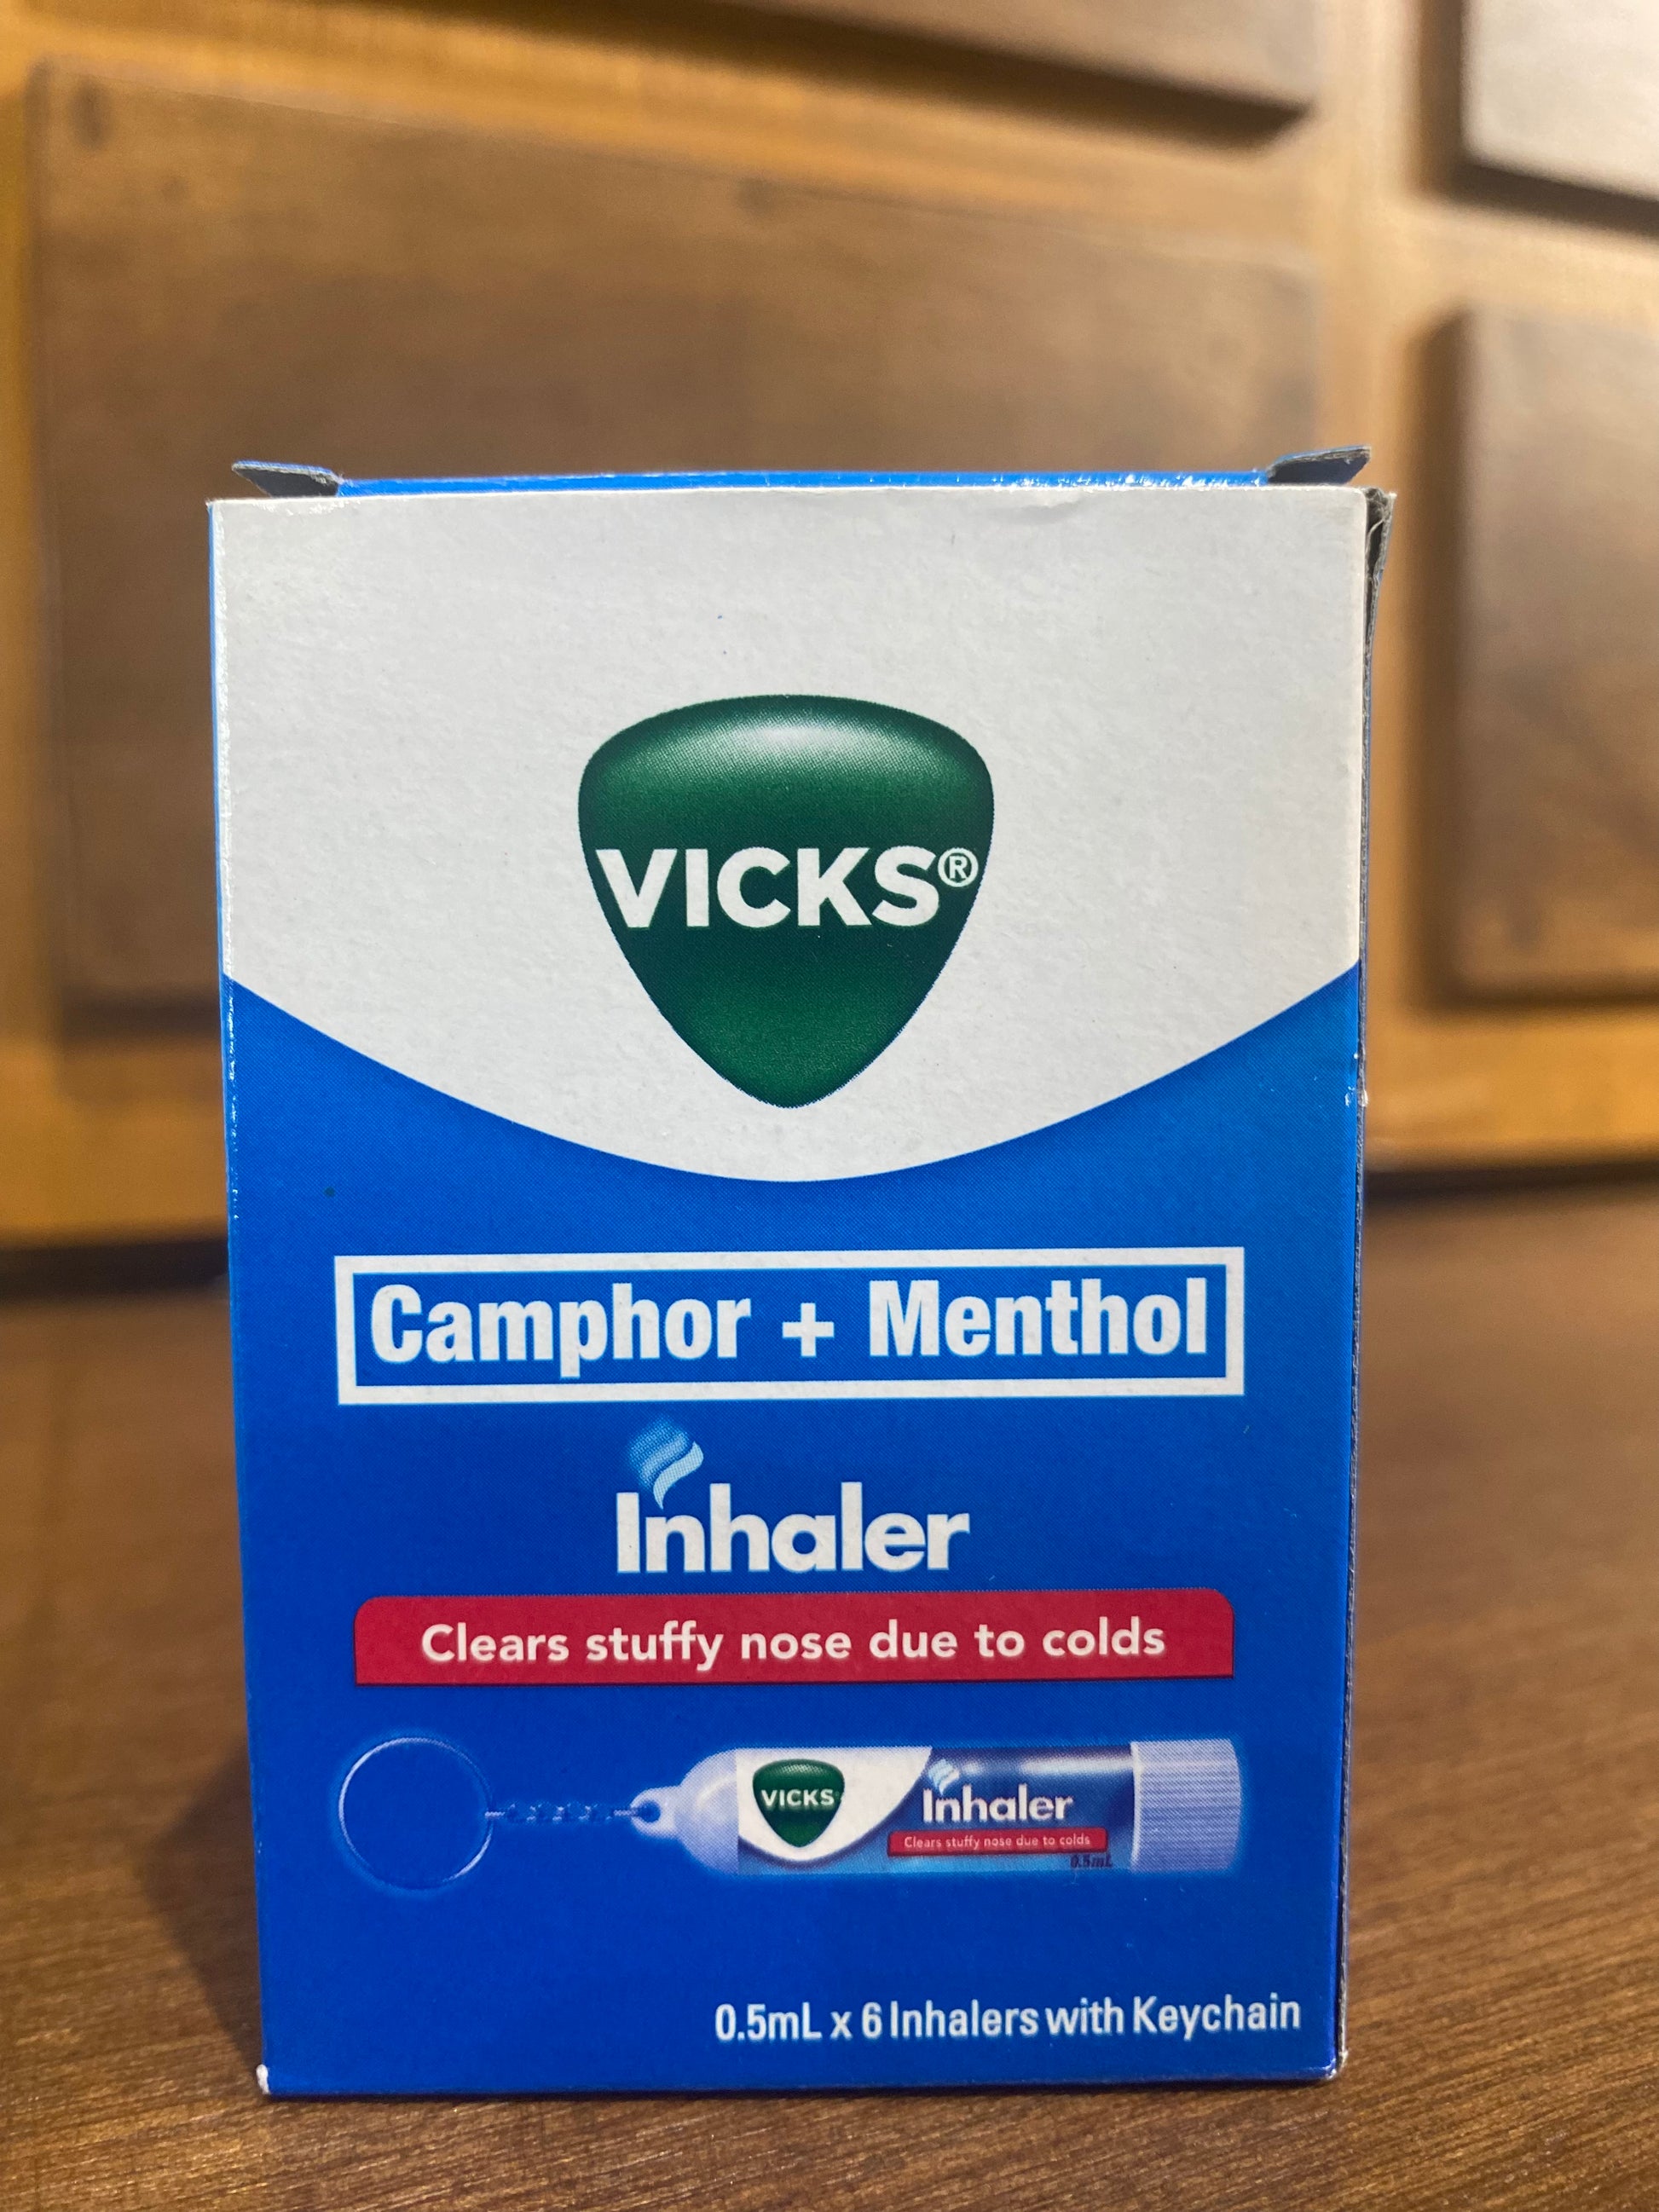 VICKS®
Camphor + Menthol
Inhaler
Clears stuffy nose due to colds
VICKS
Inhaler
Clears stuffy nose due to colds
0.5mL
0.5mL x 6 Inhalers with Keychain